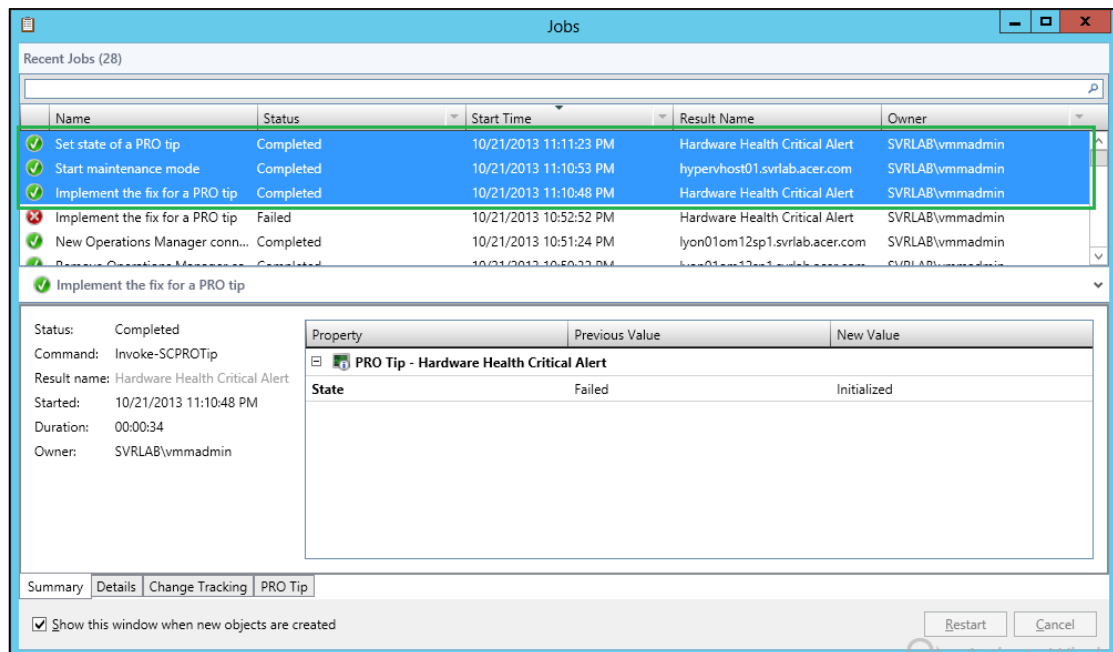 Jobs
Recent Jobs (28)
Name Status Start Time Result Name Owner
Set state of a PRO tip Completed 10/21/2013 11:11:23 PM Hardware Health Critical Alert SVRLAB\vmmadmin
Start maintenance mode Completed 10/21/2013 11:10:53 PM hypervhost01.svrlab.acer.com SVRLAB\vmmadmin
Implement the fix for a PRO tip Completed 10/21/2013 11:10:48 PM Hardware Health Critical Alert SVRLAB\vmmadmin
Implement the fix for a PRO tip Failed 10/21/2013 10:52:52 PM Hardware Health Critical Alert SVRLAB\vmmadmin
New Operations Manager conn... Completed 10/21/2013 10:51:24 PM lyon01om12sp1.svrlab.acer.com SVRLAB\vmmadmin
Implement the fix for a PRO tip
Status: Completed
Command: Invoke-SCPROTip
Result name: Hardware Health Critical Alert
Started: 10/21/2013 11:10:48 PM
Duration: 00:00:34
Owner: SVRLAB\vmmadmin
Property Previous Value New Value
PRO Tip - Hardware Health Critical Alert
State Failed Initialized
Summary Details Change Tracking PRO Tip
Show this window when new objects are created
Restart Cancel